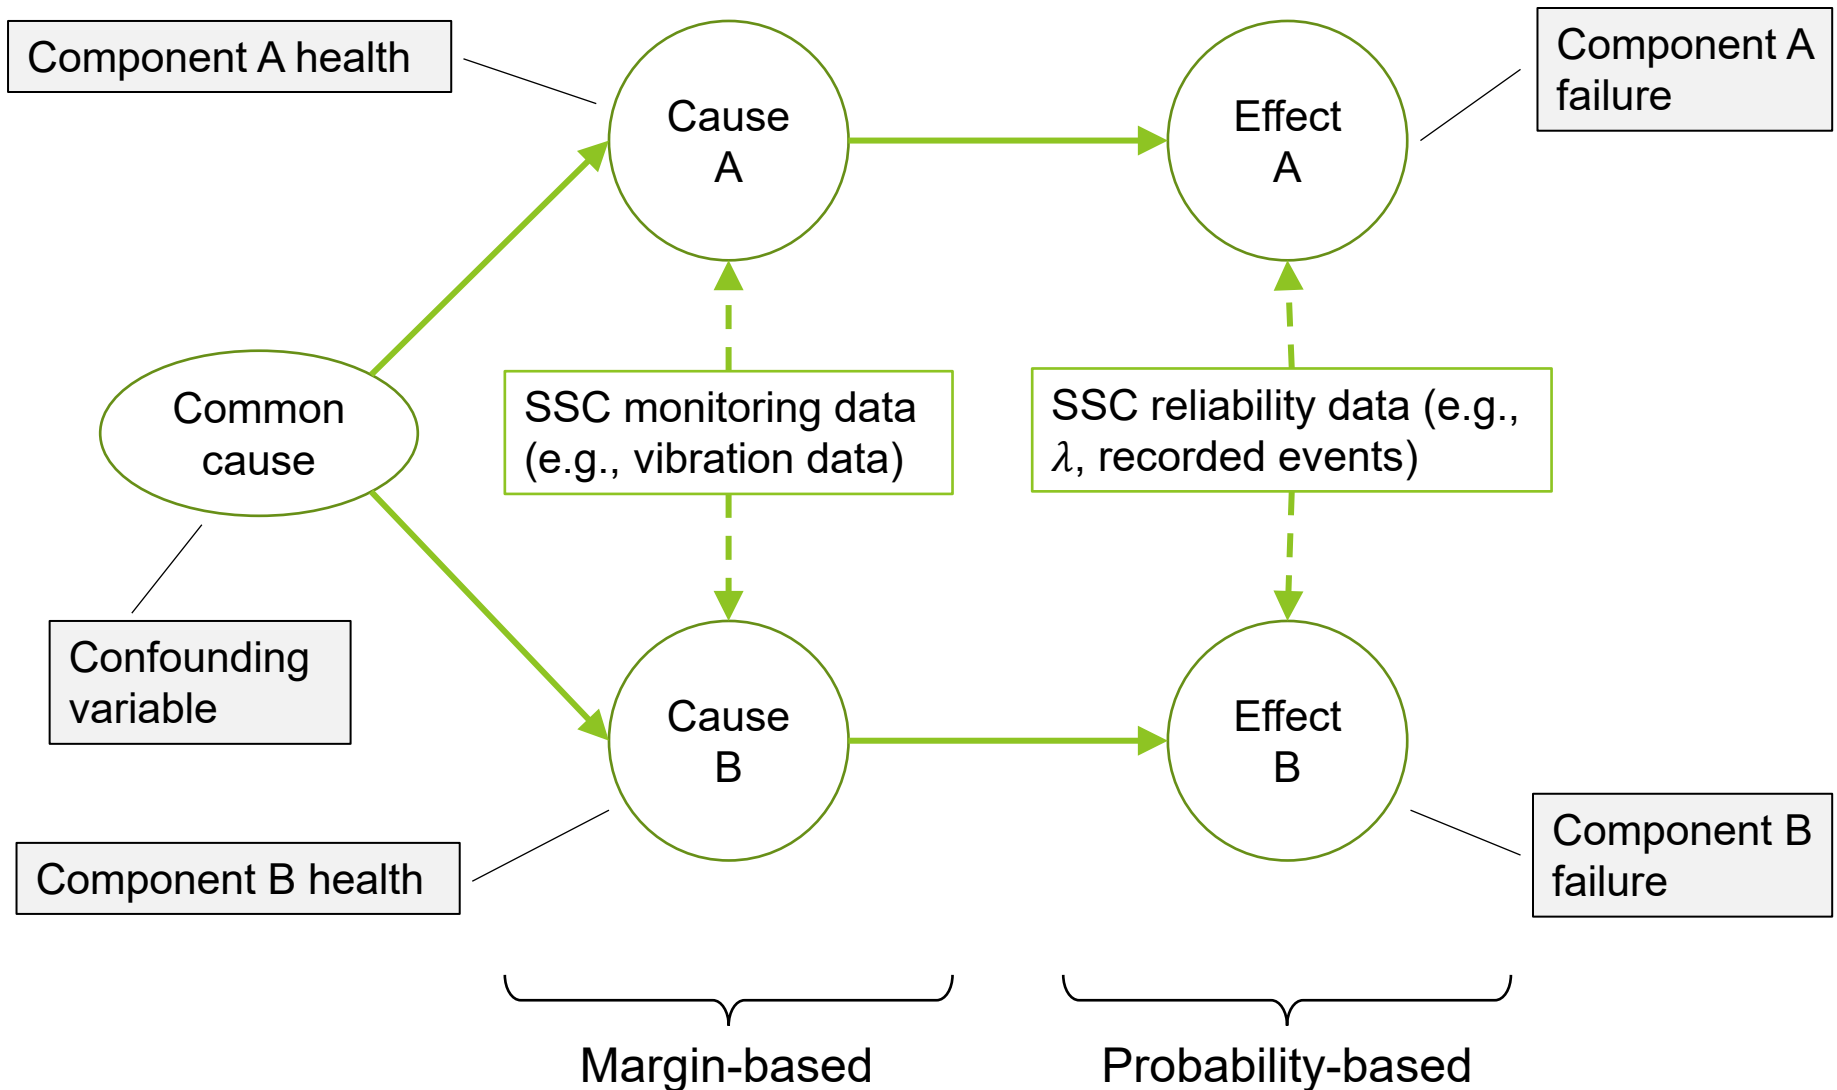 Component A health
Cause
A
Effect
A
Component A
failure
Common
cause
SSC monitoring data
(e.g., vibration data)
SSC reliability data (e.g.,
λ, recorded events)
Confounding
variable
Cause
B
Effect
B
Component B health
Component B
failure
Margin-based
Probability-based